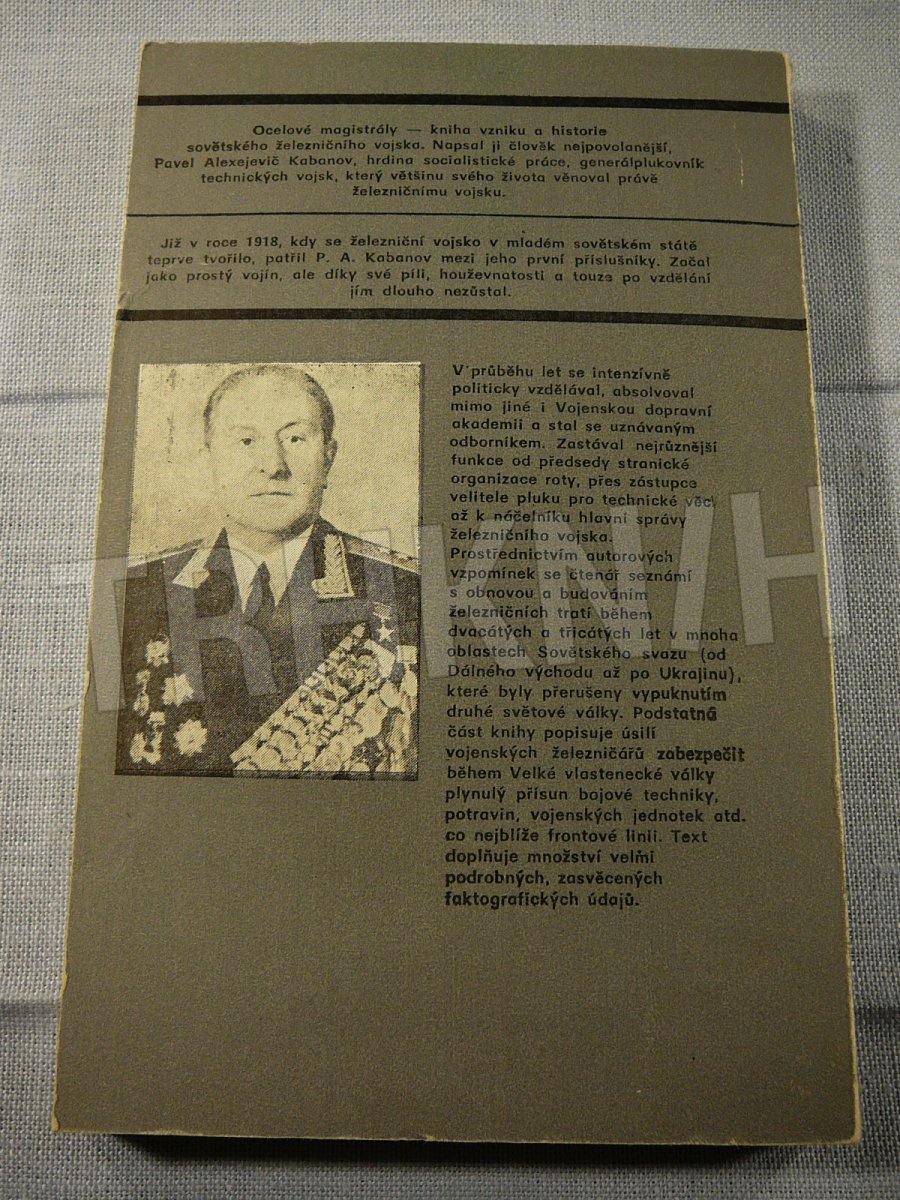 Ocelové magistrály — kniha vzniku a historie
sovětského železničního vojska. Napsal ji člověk nejpovolanější,
Pavel Alexejevič Kabanov, hrdina socialistické práce, generálplukovník
technických vojsk, který většinu svého života věnoval právě
železničnímu vojsku.
Již v roce 1918, kdy se železniční vojsko v mladém sovětském státě
teprve tvořilo, patřil P. A. Kabanov mezi jeho první příslušníky. Začal
jako prostý vojín, ale díky své píli, houževnatosti a touze po vzdělání
jím dlouho nezůstal.
V průběhu let se intenzívně
politicky vzdělával, absolvoval
mimo jiné i Vojenskou dopravní
akademii a stal se uznávaným
odborníkem. Zastával nejrůznější
funkce od předsedy stranické
organizace roty, přes zástupce
velitele pluku pro technické věci
až k náčelníku hlavní správy
železničního vojska.
Prostřednictvím autorových
vzpomínek se čtenář seznámí
s obnovou a budováním
železničních tratí během
dvacátých a třicátých let v mnoha
oblastech Sovětského svazu (od
Dálného východu až po Ukrajinu),
které byly přerušeny vypuknutím
druhé světové války. Podstatná
část knihy popisuje úsilí
vojenských železničářů zabezpečit
během Velké vlastenecké války
plynulý přísun bojové techniky,
potravin, vojenských jednotek atd.
co nejblíže frontové linii. Text
doplňuje množství velmi
podrobných, zasvěcených
faktografických údajů.